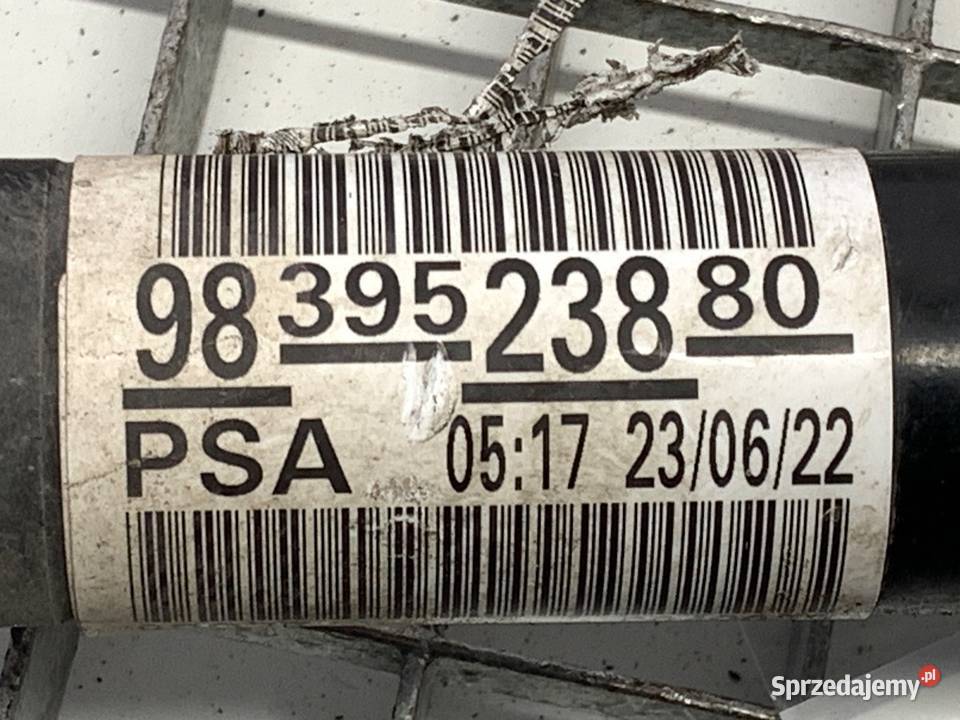 98 395 238 80
PSA 05:17 23/06/22
Sprzedajemy.pl